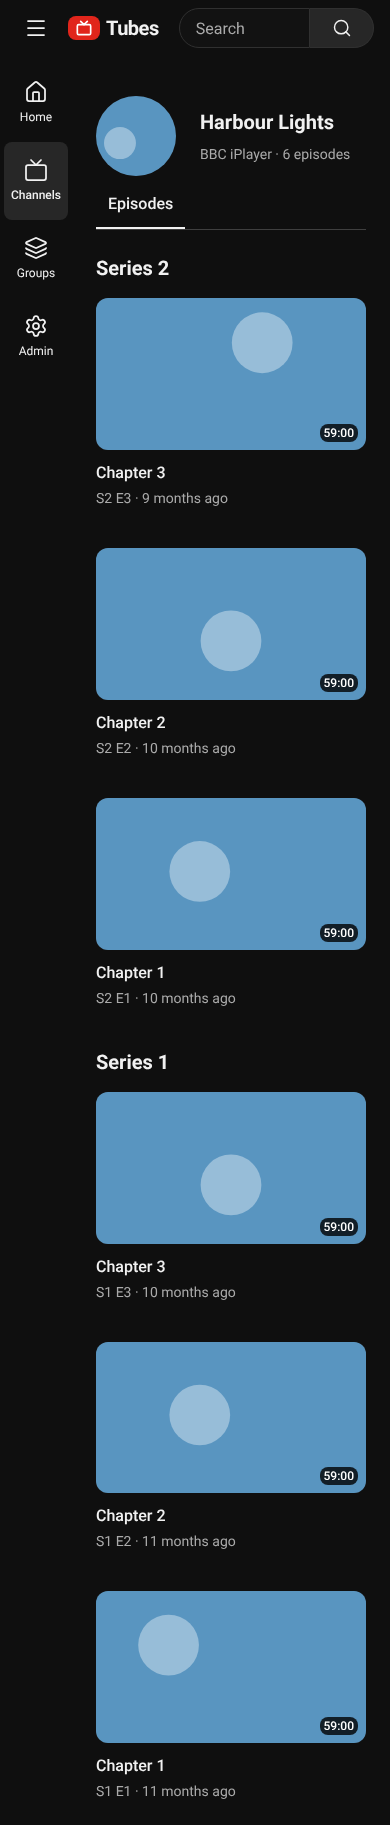 Tubes
Search
Home
Channels
Groups
Admin
Harbour Lights
BBC iPlayer · 6 episodes
Episodes
Series 2
59:00
Chapter 3
S2 E3 · 9 months ago
59:00
Chapter 2
S2 E2 · 10 months ago
59:00
Chapter 1
S2 E1 · 10 months ago
Series 1
59:00
Chapter 3
S1 E3 · 10 months ago
59:00
Chapter 2
S1 E2 · 11 months ago
59:00
Chapter 1
S1 E1 · 11 months ago